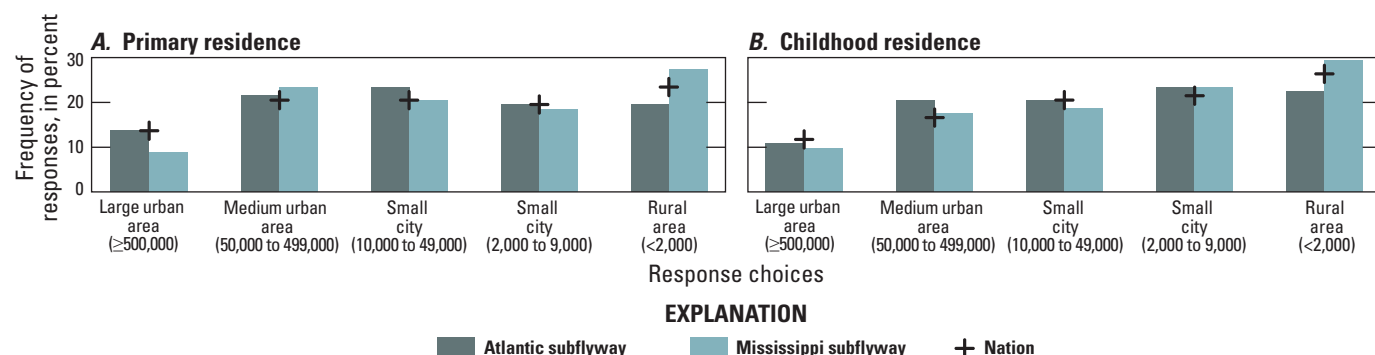 A. Primary residence
B. Childhood residence
Frequency of
responses, in percent
30
20
10
0
Large urban
area
(≥500,000)
Medium urban
area
(50,000 to 499,000)
Small
city
(10,000 to 49,000)
Small
city
(2,000 to 9,000)
Rural
area
(<2,000)
Large urban
area
(≥500,000)
Medium urban
area
(50,000 to 499,000)
Small
city
(10,000 to 49,000)
Small
city
(2,000 to 9,000)
Rural
area
(<2,000)
Response choices
EXPLANATION
Atlantic subflyway
Mississippi subflyway
Nation